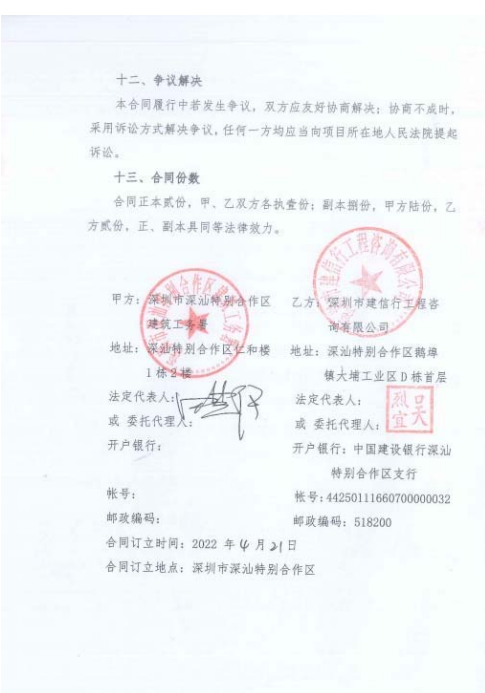 十二、争议解决
本合同履行中若发生争议，双方应友好协商解决；协商不成时，
采用诉讼方式解决争议，任何一方均应当向项目所在地人民法院提起
诉讼。
十三、合同份数
合同正本贰份，甲、乙双方各执壹份；副本捌份，甲方陆份，乙
方贰份，正、副本具同等法律效力。
甲方：深圳市深汕特别合作区
建筑工务署
地址：深汕特别合作区仁和楼
1栋2楼
法定代表人：
或 委托代理人：
开户银行：
帐号：
邮政编码：
合同订立时间：2022 年 4 月 21 日
合同订立地点：深圳市深汕特别合作区
乙方：深圳市建信行工程咨
询有限公司
地址：深汕特别合作区鹅埠
镇大埔工业区 D 栋首层
法定代表人：
或 委托代理人：
开户银行：中国建设银行深汕
特别合作区支行
帐号：44250111660700000032
邮政编码：518200